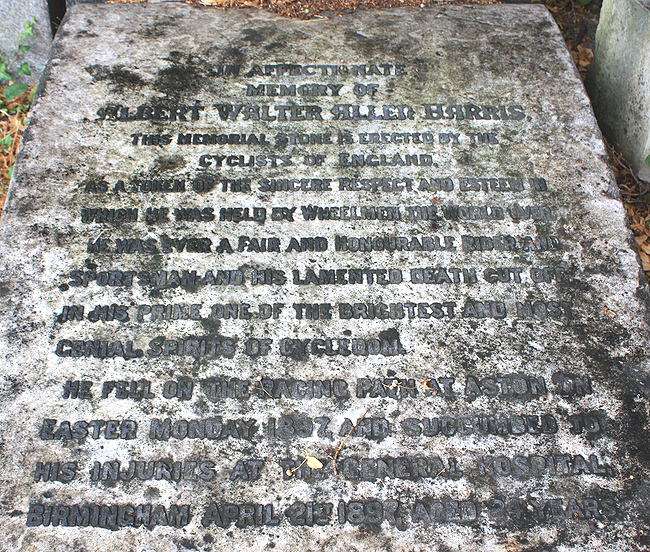 IN AFFECTIONATE
MEMORY OF
ALBERT WALTER ALLEN HARRIS.
THIS MEMORIAL STONE IS ERECTED BY THE
CYCLISTS OF ENGLAND,
AS A TOKEN OF THE SINCERE RESPECT AND ESTEEM IN
WHICH HE WAS HELD BY WHEELMEN THE WORLD OVER
HE WAS EVER A FAIR AND HONOURABLE RIDER AND
SPORTSMAN AND HIS LAMENTED DEATH CUT OFF
IN HIS PRIME ONE OF THE BRIGHTEST AND MOST
GENIAL SPIRITS OF CYCLEDOM.
HE FELL ON THE RACING PATH AT ASTON ON
EASTER MONDAY 1897 AND SUCCUMBED TO
HIS INJURIES AT THE GENERAL HOSPITAL,
BIRMINGHAM APRIL 21ST 1897, AGED YEARS